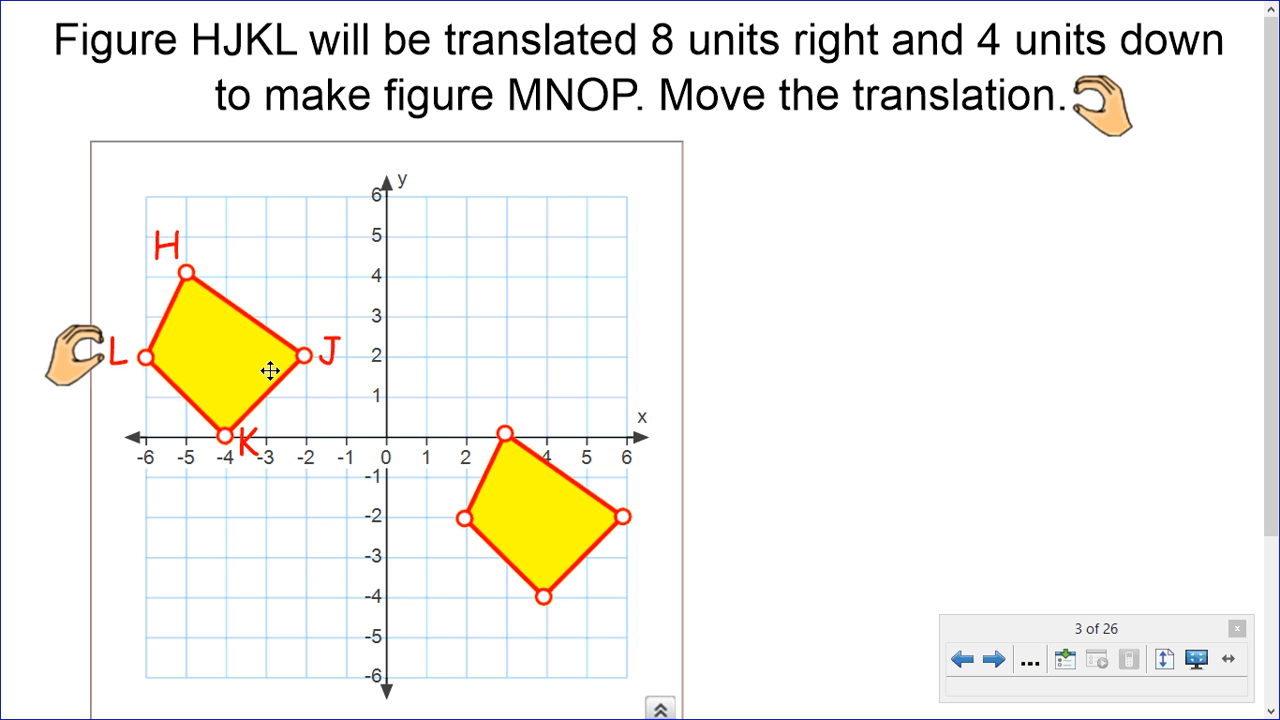 Figure HJKL will be translated 8 units right and 4 units down
to make figure MNOP. Move the translation.
y
6
5
H
4
3
L
J
2
1
x
K
-6 -5 -4 -3 -2 -1 0 1 2 4 5 6
-1
-2
-3
-4
-5
-6
3 of 26
x
...